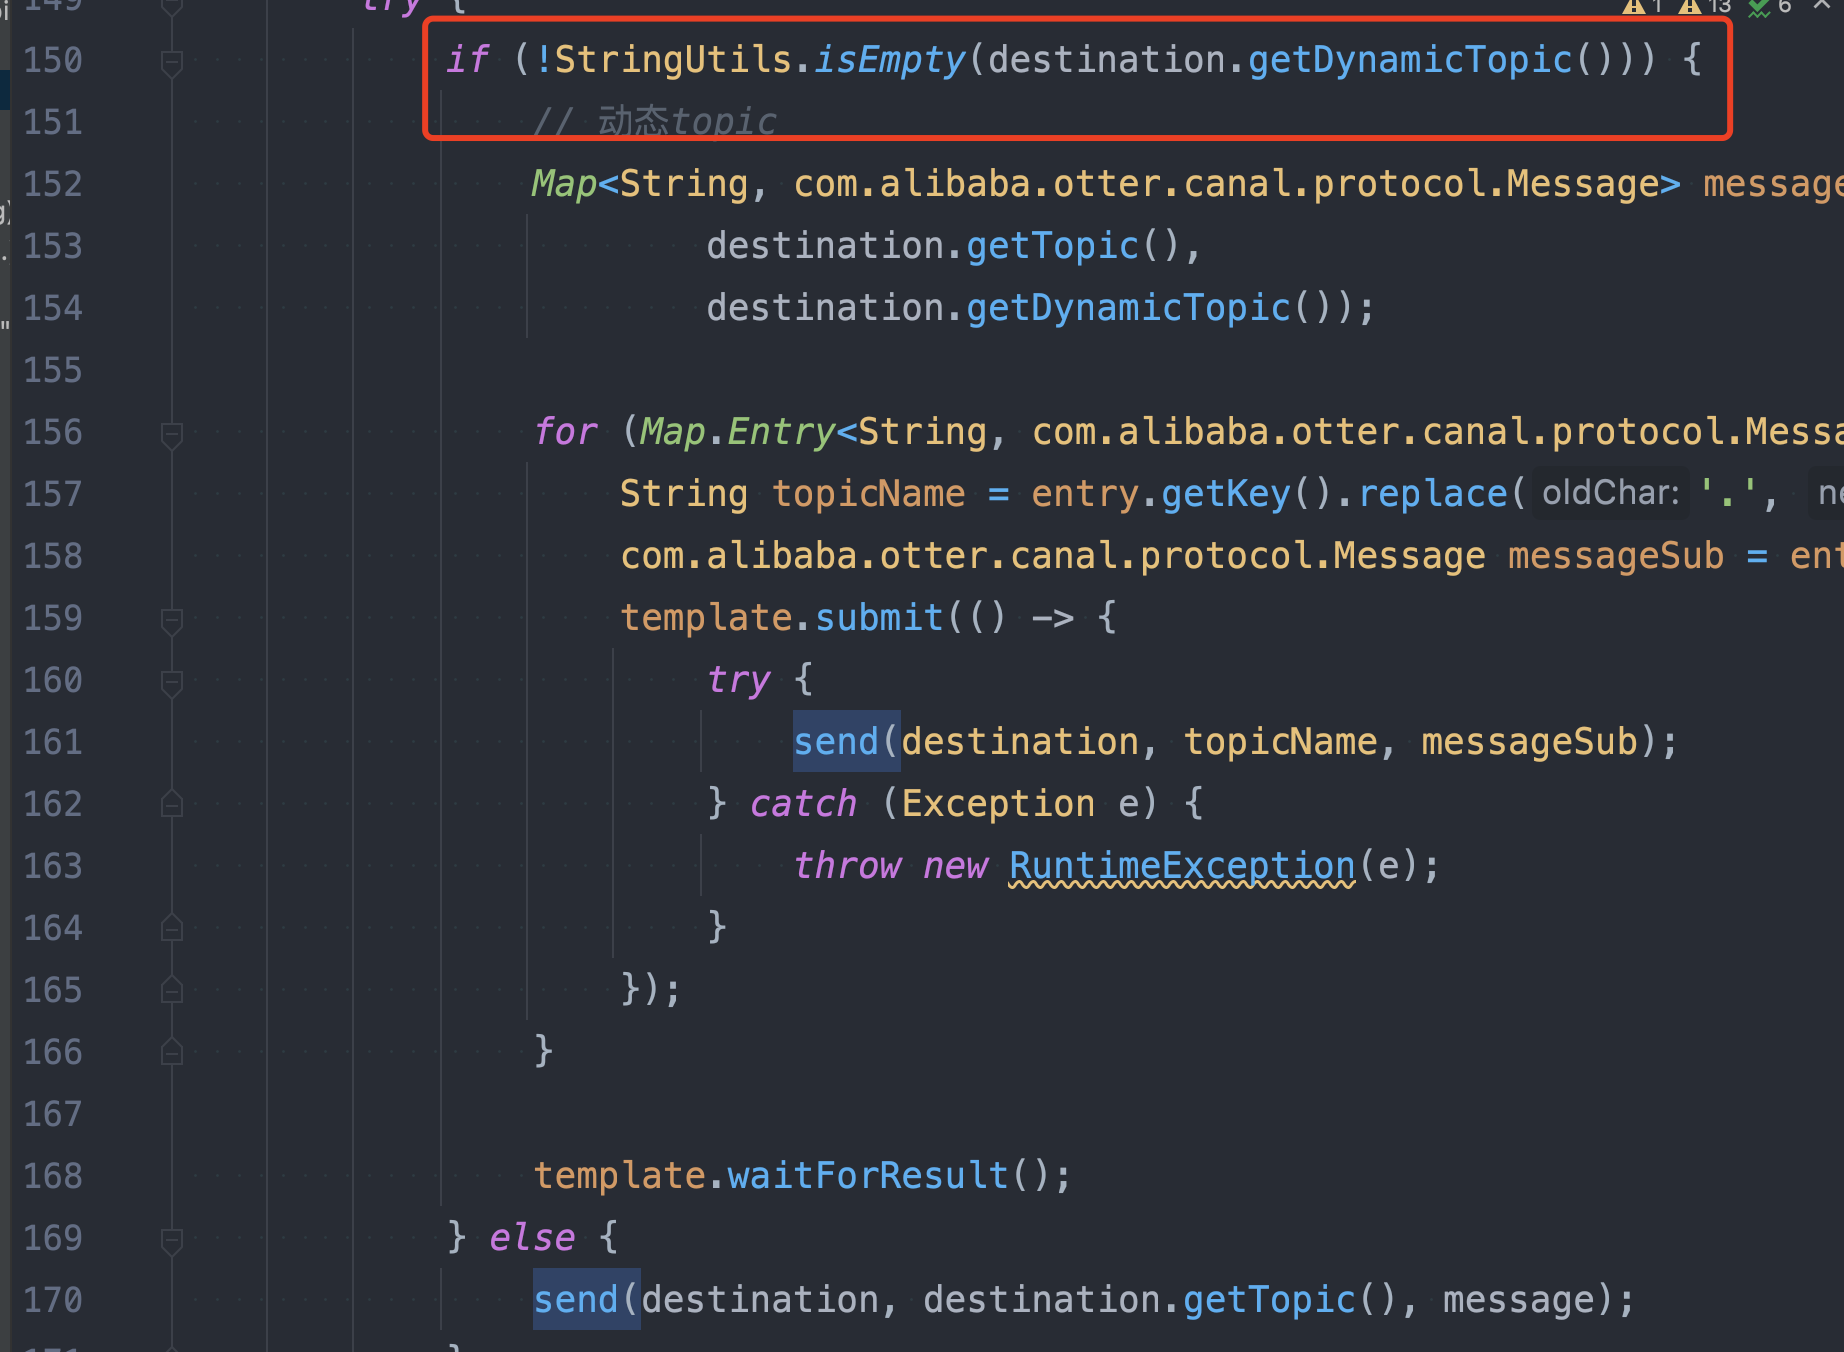 149 try {
1 13 6
150 if (!StringUtils.isEmpty(destination.getDynamicTopic())) {
151 // 动态topic
152 Map<String, com.alibaba.otter.canal.protocol.Message> message
153 destination.getTopic(),
154 destination.getDynamicTopic());
155
156 for (Map.Entry<String, com.alibaba.otter.canal.protocol.Messa
157 String topicName = entry.getKey().replace( oldChar: '.', ne
158 com.alibaba.otter.canal.protocol.Message messageSub = ent
159 template.submit(() -> {
160 try {
161 send(destination, topicName, messageSub);
162 } catch (Exception e) {
163 throw new RuntimeException(e);
164 }
165 });
166 }
167
168 template.waitForResult();
169 } else {
170 send(destination, destination.getTopic(), message);
171 }